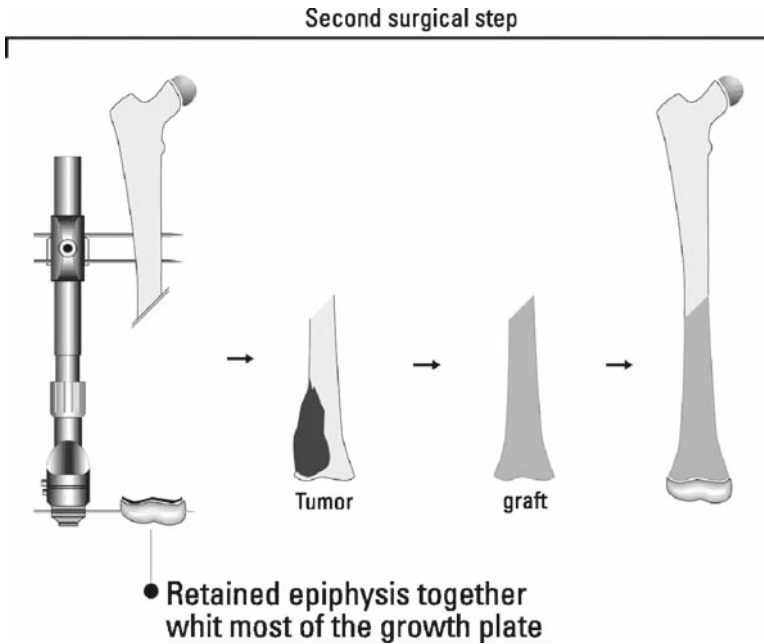 Second surgical step
Tumor
graft
Retained epiphysis together
whit most of the growth plate